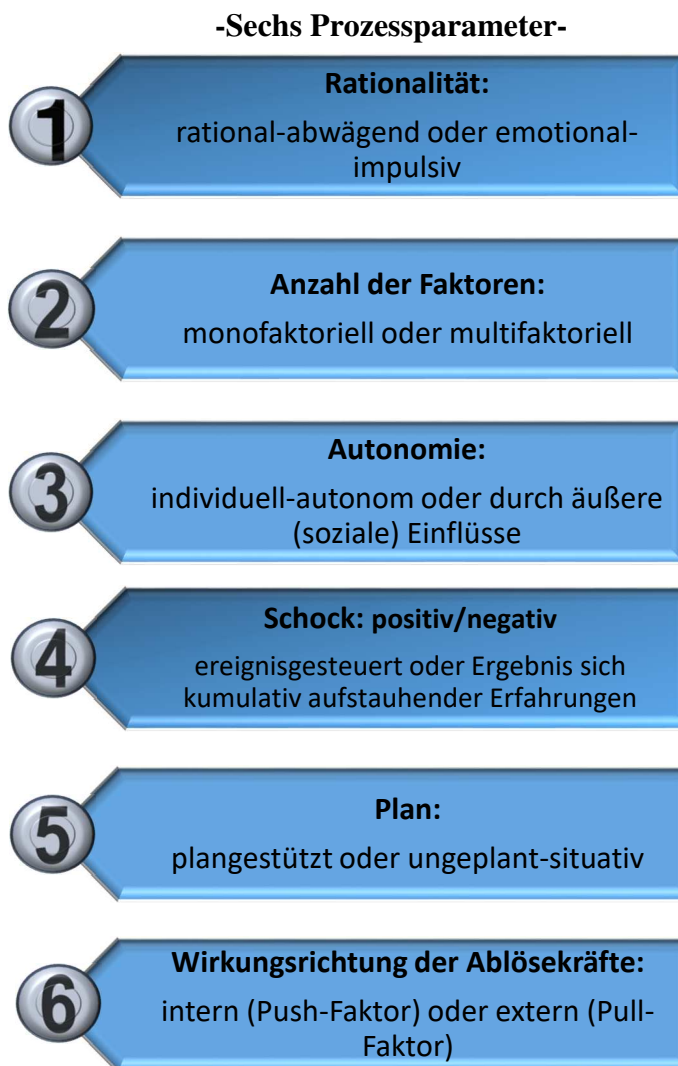 -Sechs Prozessparameter-
1
Rationalität:
rational-abwägend oder emotional-
impulsiv
2
Anzahl der Faktoren:
monofaktoriell oder multifaktoriell
3
Autonomie:
individuell-autonom oder durch äußere
(soziale) Einflüsse
4
Schock: positiv/negativ
ereignisgesteuert oder Ergebnis sich
kumulativ aufstauhender Erfahrungen
5
Plan:
plangestützt oder ungeplant-situativ
6
Wirkungsrichtung der Ablösekräfte:
intern (Push-Faktor) oder extern (Pull-
Faktor)